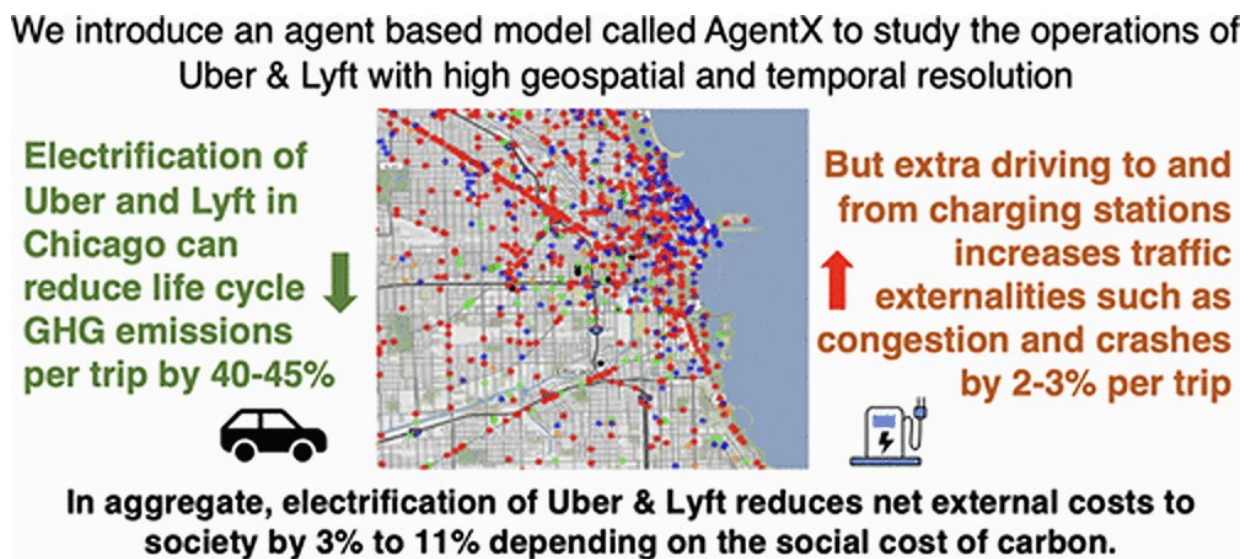 We introduce an agent based model called AgentX to study the operations of
Uber & Lyft with high geospatial and temporal resolution
Electrification of
Uber and Lyft in
Chicago can
reduce life cycle
GHG emissions
per trip by 40-45%
But extra driving to and
from charging stations
increases traffic
externalities such as
congestion and crashes
by 2-3% per trip
In aggregate, electrification of Uber & Lyft reduces net external costs to
society by 3% to 11% depending on the social cost of carbon.